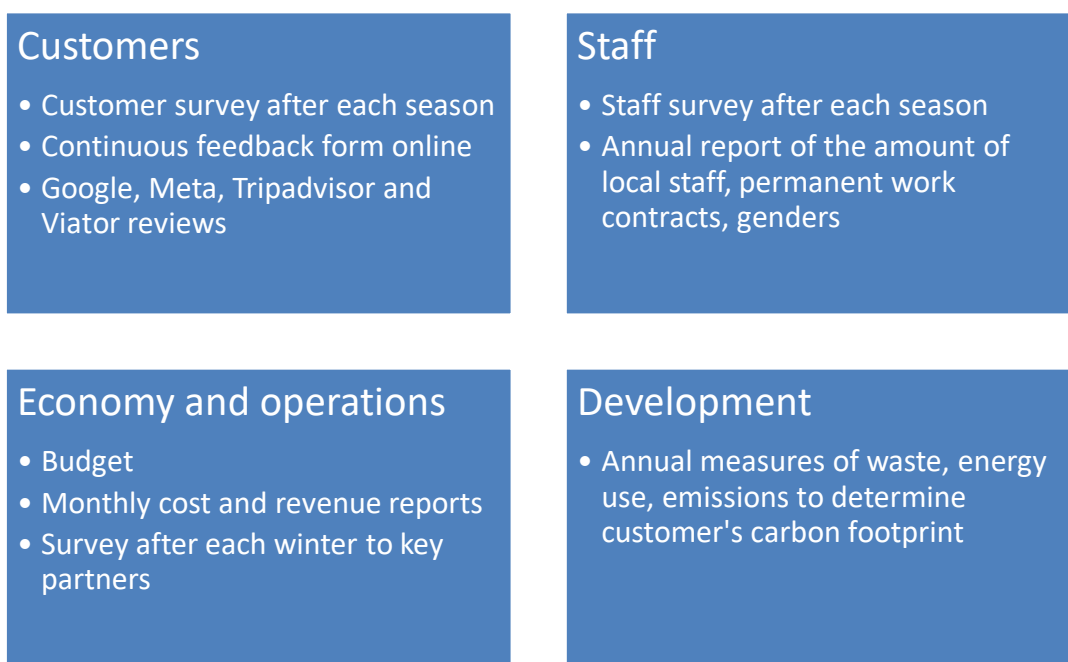 Customers
• Customer survey after each season
• Continuous feedback form online
• Google, Meta, Tripadvisor and
Viator reviews
Staff
• Staff survey after each season
• Annual report of the amount of
local staff, permanent work
contracts, genders
Economy and operations
• Budget
• Monthly cost and revenue reports
• Survey after each winter to key
partners
Development
• Annual measures of waste, energy
use, emissions to determine
customer's carbon footprint